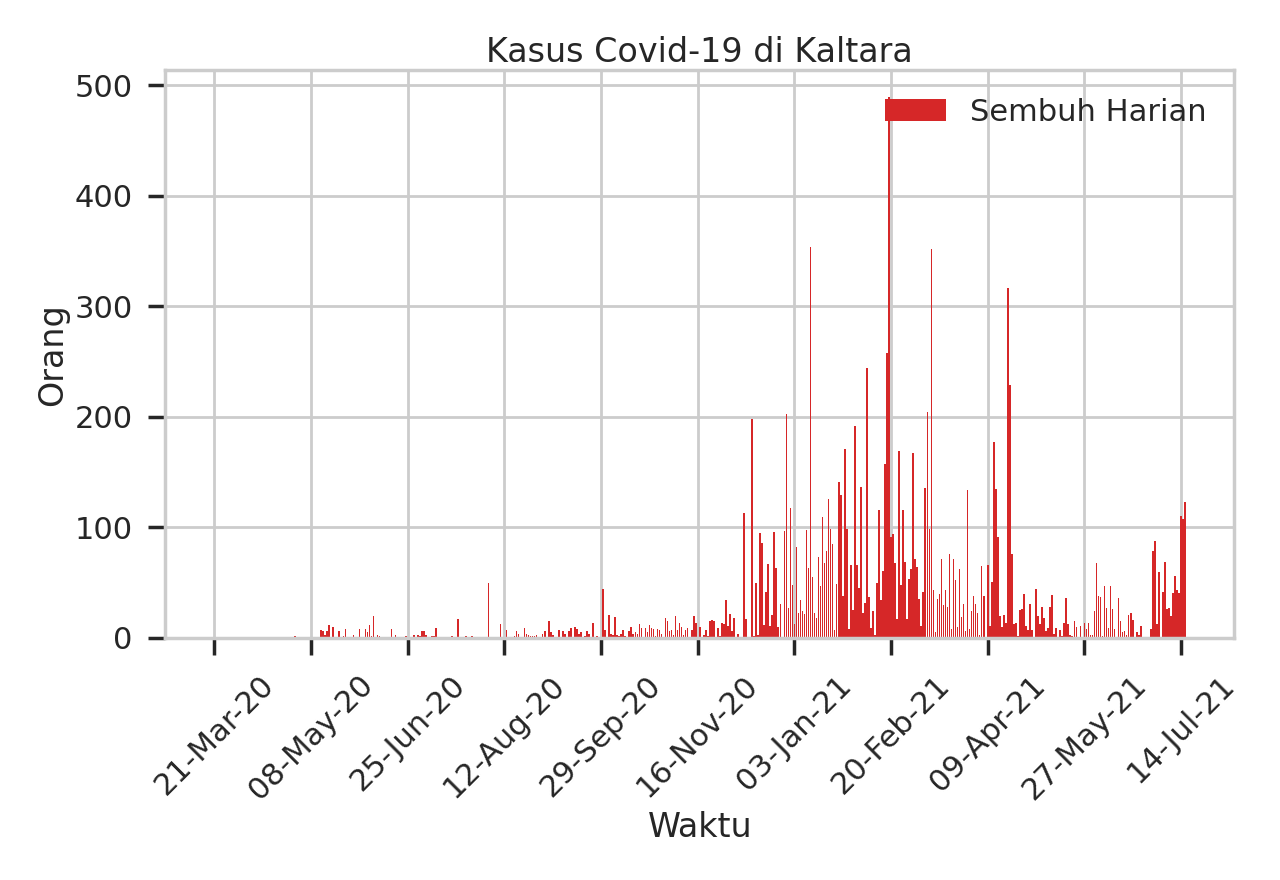 Kasus Covid-19 di Kaltara
Sembuh Harian
Orang
500
400
300
200
100
0
21-Mar-20
08-May-20
25-Jun-20
12-Aug-20
29-Sep-20
16-Nov-20
03-Jan-21
20-Feb-21
09-Apr-21
27-May-21
14-Jul-21
Waktu